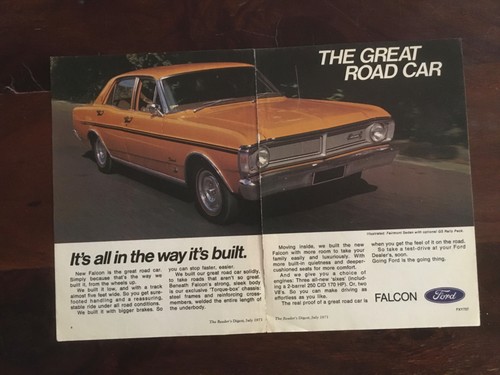 THE GREAT
ROAD CAR
Illustrated: Fairmont Sedan with optional GS Rally Pack.
It's all in the way it's built.
New Falcon is the great road car.
Simply because that's the way we
built it, from the wheels up.
We built it low, and with a track
almost five feet wide. So you get sure-
footed handling and a reassuring,
stable ride under all road conditions.
We built it with bigger brakes. So
you can stop faster, easier.
We built our great road car solidly,
to take roads that aren't so great.
Beneath Falcon's strong, sleek body
is our exclusive 'Torque-box' chassis:
steel frames and reinforcing cross-
members, welded the entire length of
the underbody.
Moving inside, we built the new
Falcon with more room to take your
family easily and luxuriously. With
more built-in quietness and deeper-
cushioned seats for more comfort.
And we give you a choice of
engines: Three all-new 'sixes' (includ-
ing a 2-barrel 250 CID 170 HP). Or, two
V8's. So you can make driving as
effortless as you like.
The real proof of a great road car is
when you get the feel of it on the road.
So take a test-drive at your Ford
Dealer's, soon.
Going Ford is the going thing.
FALCON
Ford
The Reader's Digest, July 1971
The Reader's Digest, July 1971